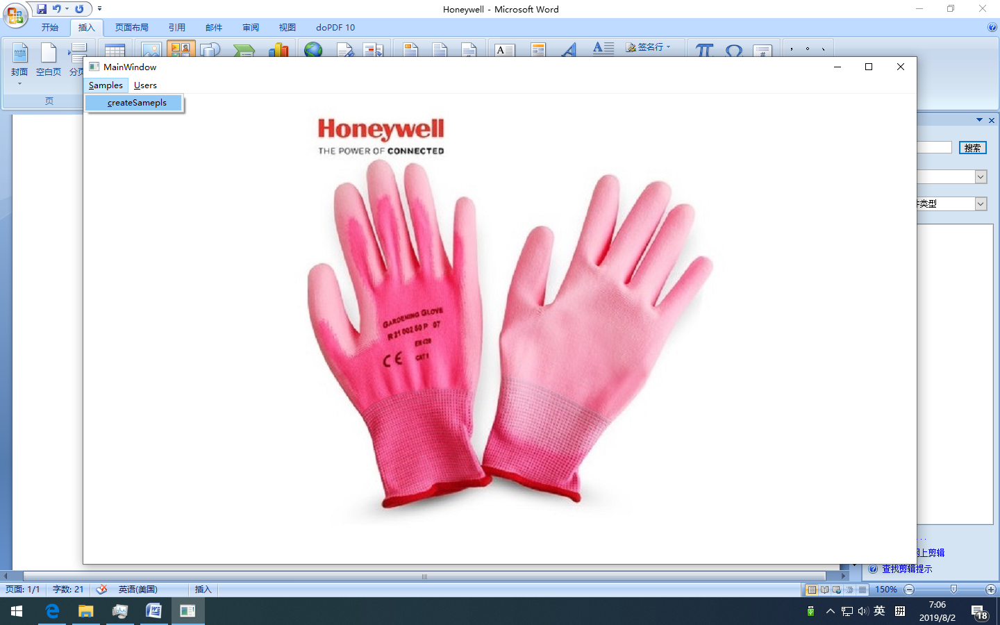 Honeywell - Microsoft Word
开始 插入 页面布局 引用 邮件 审阅 视图 doPDF 10
签名行
封面 空白页 分页
页
MainWindow
Samples Users
createSamepls
搜索
件类型
Honeywell
THE POWER OF CONNECTED
GARDENING GLOVE
R 21 002 50 P 07
EN 420
CE CAT 1
网上剪辑
查找剪辑提示
页面: 1/1 字数: 21 英语(美国) 插入 150%
英 拼 7:06
2019/8/2 18